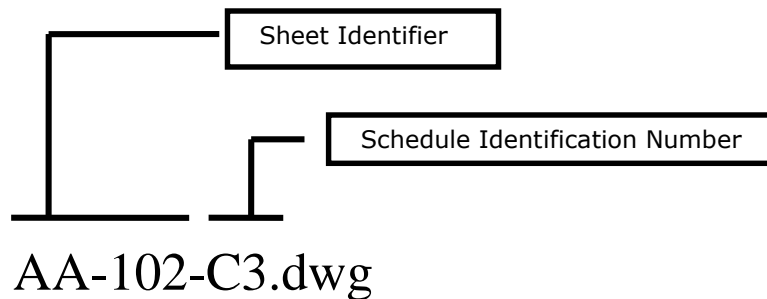 Sheet Identifier
Schedule Identification Number
AA-102-C3.dwg